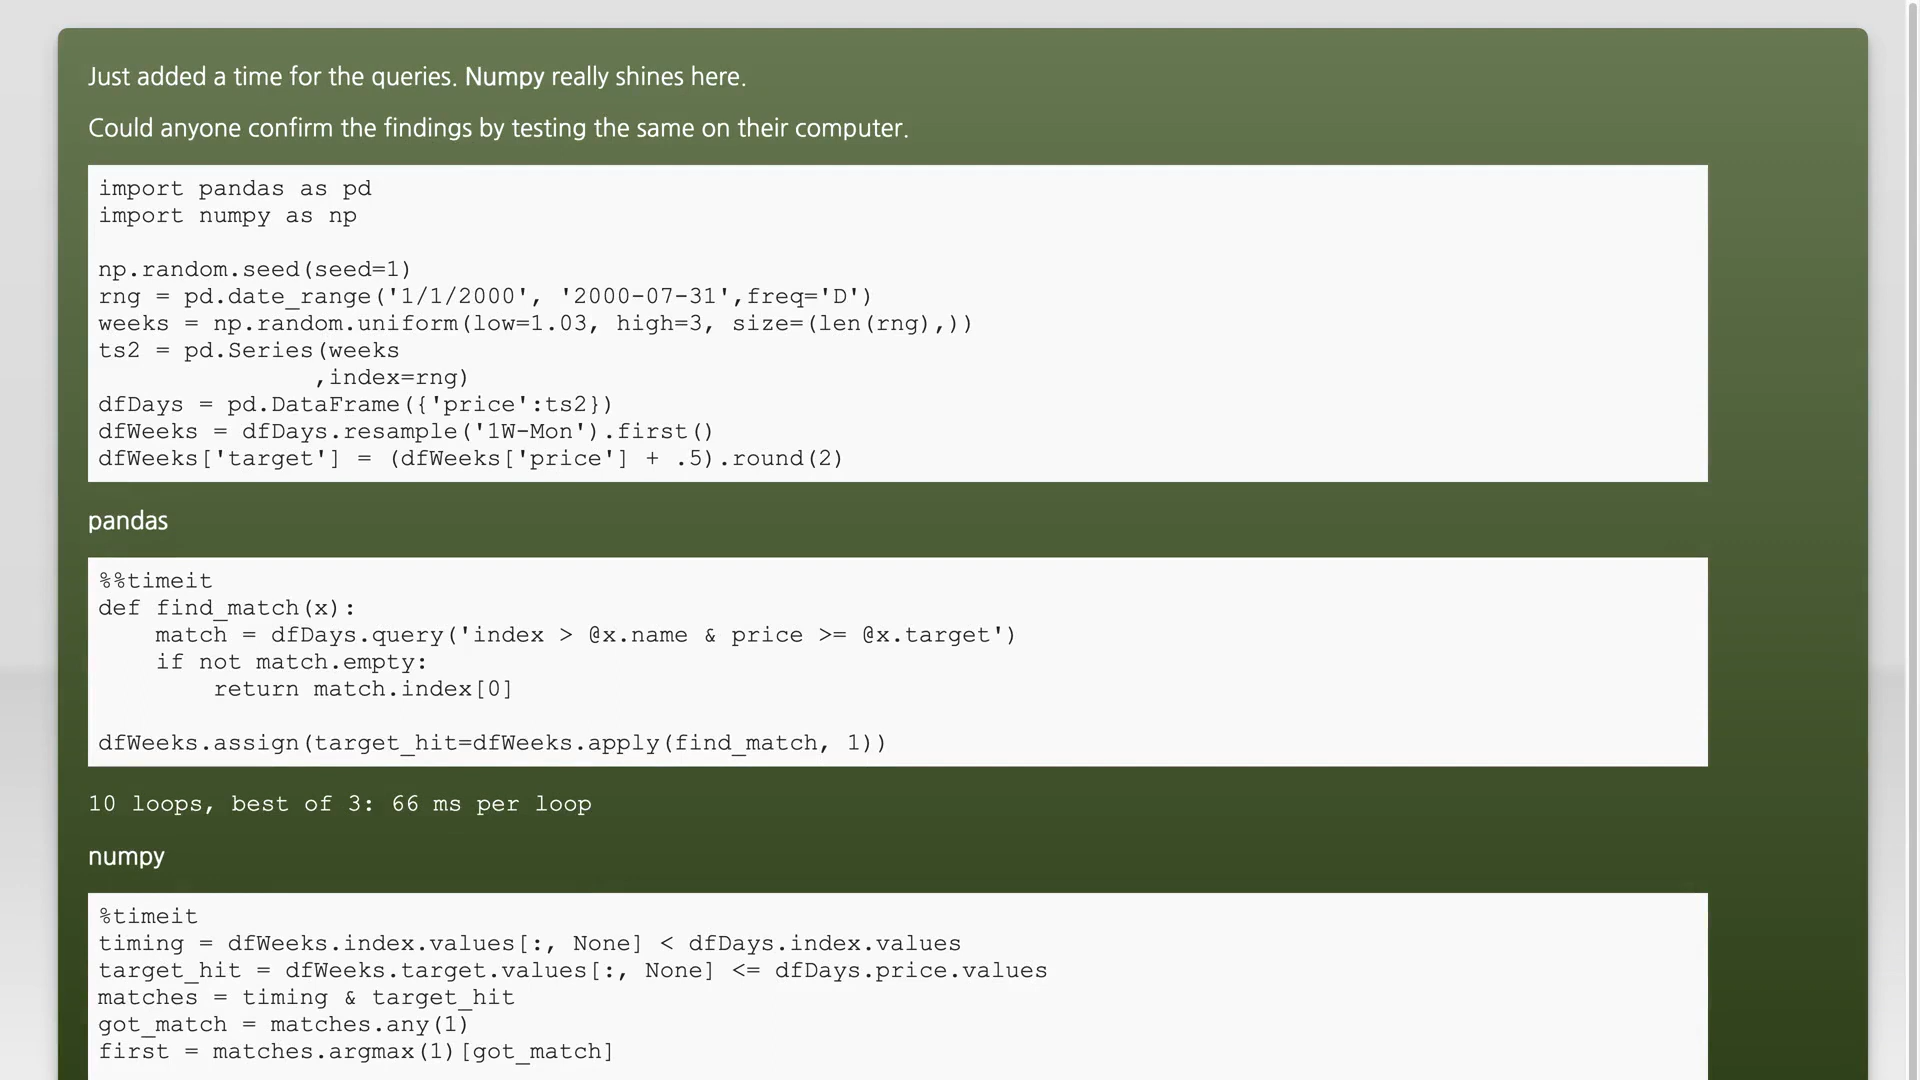 Just added a time for the queries. Numpy really shines here.
Could anyone confirm the findings by testing the same on their computer.
import pandas as pd
import numpy as np
np.random.seed(seed=1)
rng = pd.date_range('1/1/2000', '2000-07-31',freq='D')
weeks = np.random.uniform(low=1.03, high=3, size=(len(rng),))
ts2 = pd.Series(weeks
               ,index=rng)
dfDays = pd.DataFrame({'price':ts2})
dfWeeks = dfDays.resample('1W-Mon').first()
dfWeeks['target'] = (dfWeeks['price'] + .5).round(2)
pandas
%%timeit
def find_match(x):
    match = dfDays.query('index > @x.name & price >= @x.target')
    if not match.empty:
        return match.index[0]
dfWeeks.assign(target_hit=dfWeeks.apply(find_match, 1))
10 loops, best of 3: 66 ms per loop
numpy
%timeit
timing = dfWeeks.index.values[:, None] < dfDays.index.values
target_hit = dfWeeks.target.values[:, None] <= dfDays.price.values
matches = timing & target_hit
got_match = matches.any(1)
first = matches.argmax(1)[got_match]